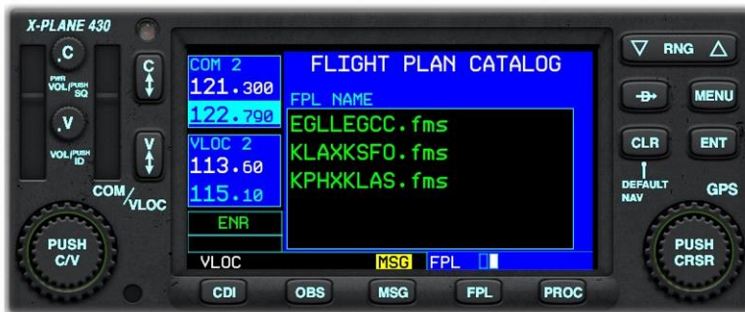 X-PLANE 430
C
PWR
VOL/PUSH
SQ
V
VOL/PUSH
ID
COM/VLOC
PUSH
C/V
C
V
COM 2
121.300
122.790
VLOC 2
113.60
115.10
ENR
FLIGHT PLAN CATALOG
FPL NAME
EGLLEGCC.fms
KLAXKSFO.fms
KPHXKLAS.fms
VLOC
MSG
FPL
CDI
OBS
MSG
FPL
PROC
RNG
D
MENU
CLR
ENT
DEFAULT
NAV
GPS
PUSH
CRSR